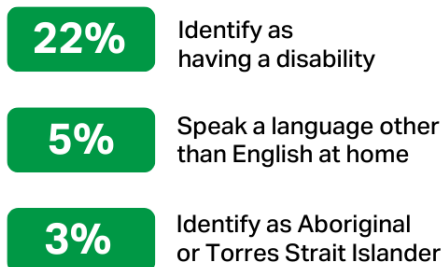 22%
Identify as
having a disability
5%
Speak a language other
than English at home
3%
Identify as Aboriginal
or Torres Strait Islander